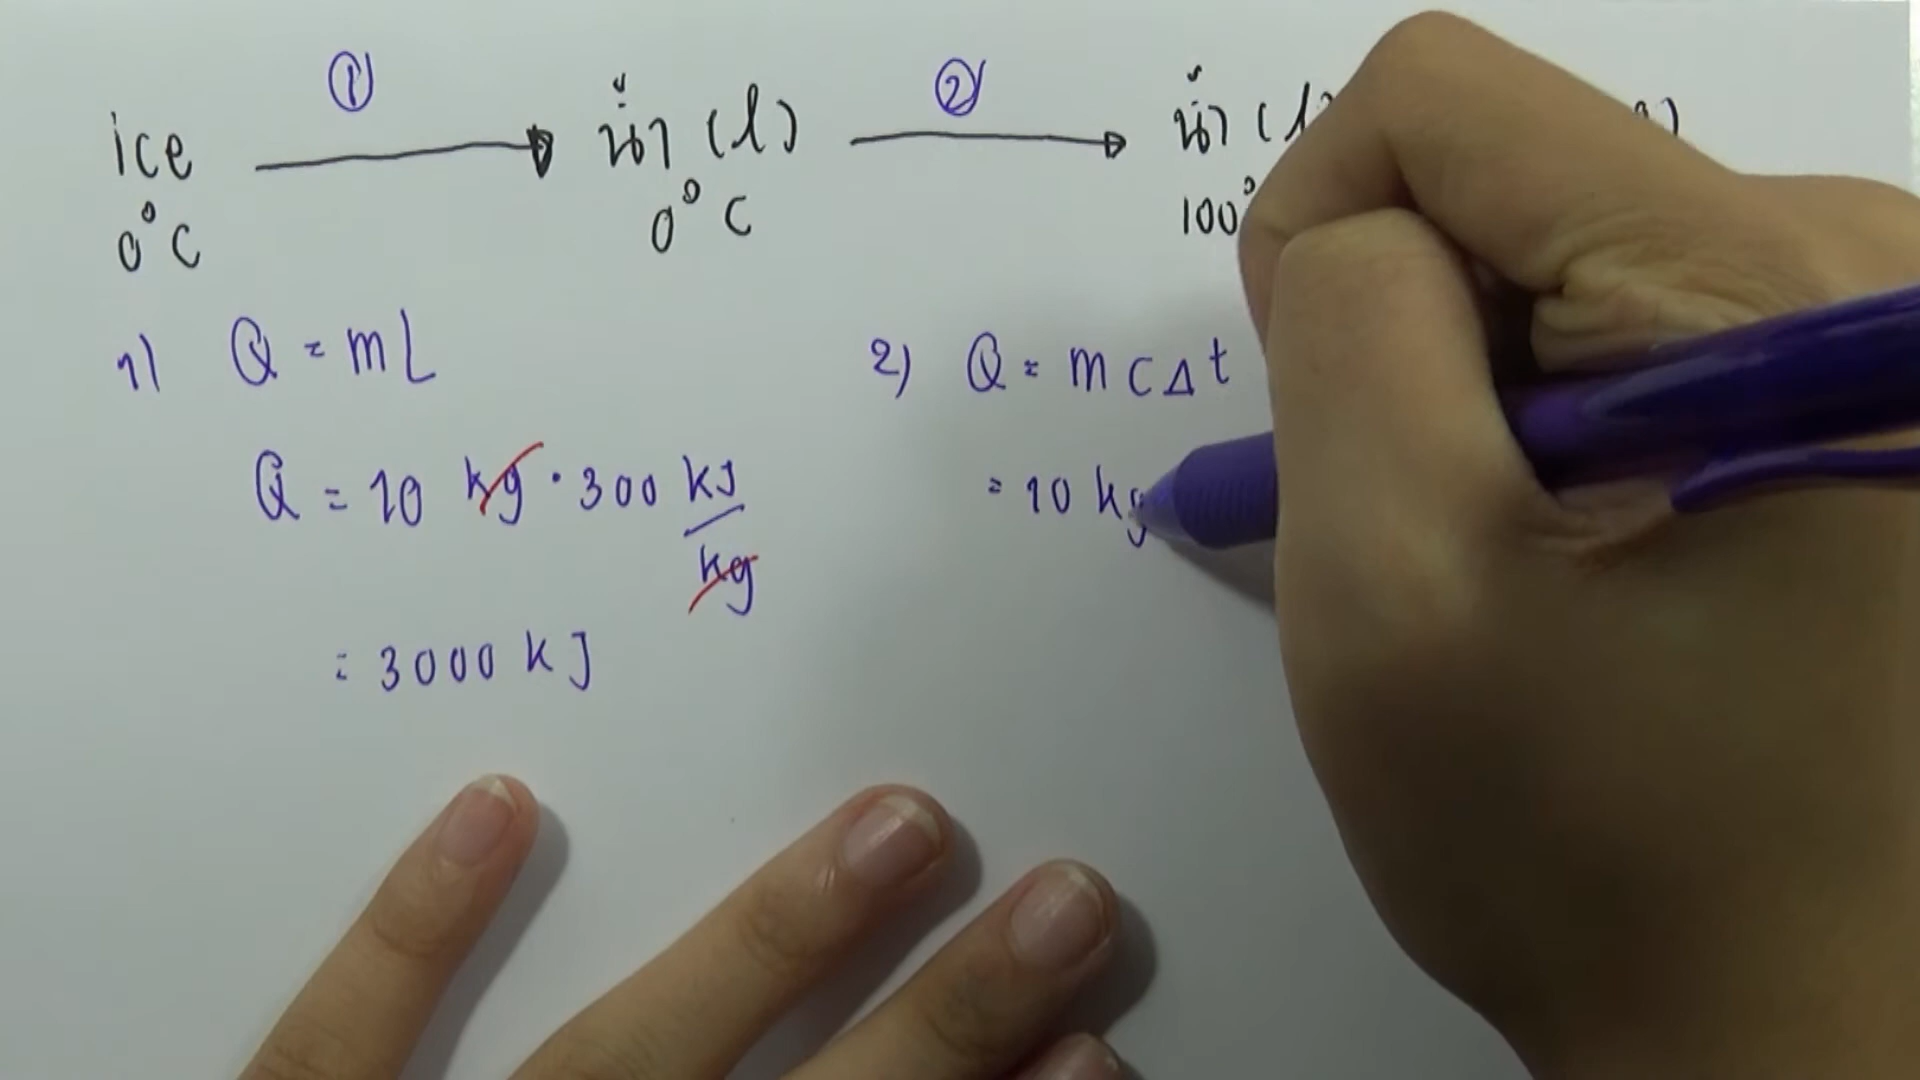 ① ②
ice → น้ำ (l) → น้ำ (l
0°C 0°C 100°
1) Q = mL
2) Q = mcΔt
Q = 10 kg · 300 kJ/kg
= 10 kg
= 3000 kJ